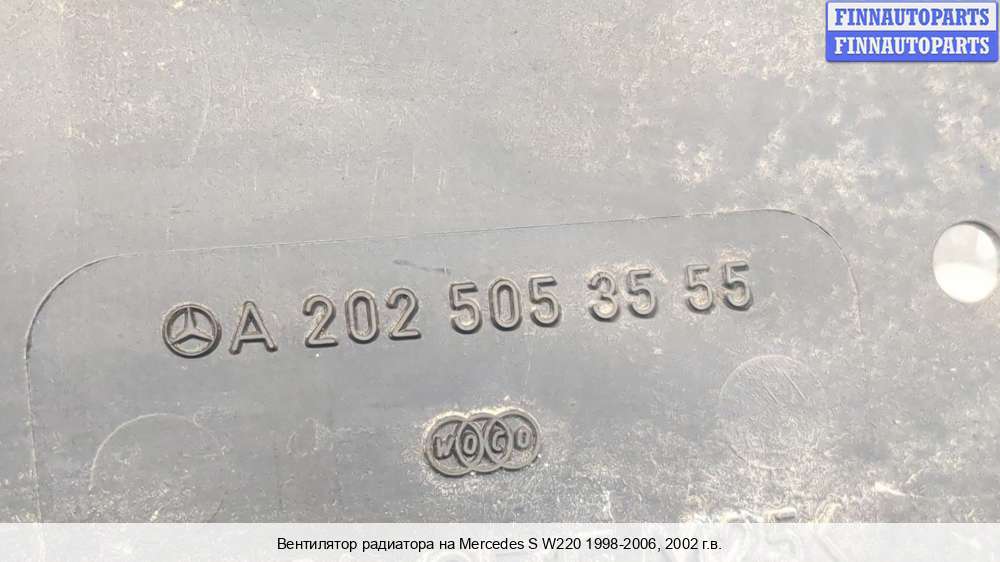 FINNAUTOPARTS
FINNAUTOPARTS
A 202 505 35 55
WOCO
Вентилятор радиатора на Mercedes S W220 1998-2006, 2002 г.в.